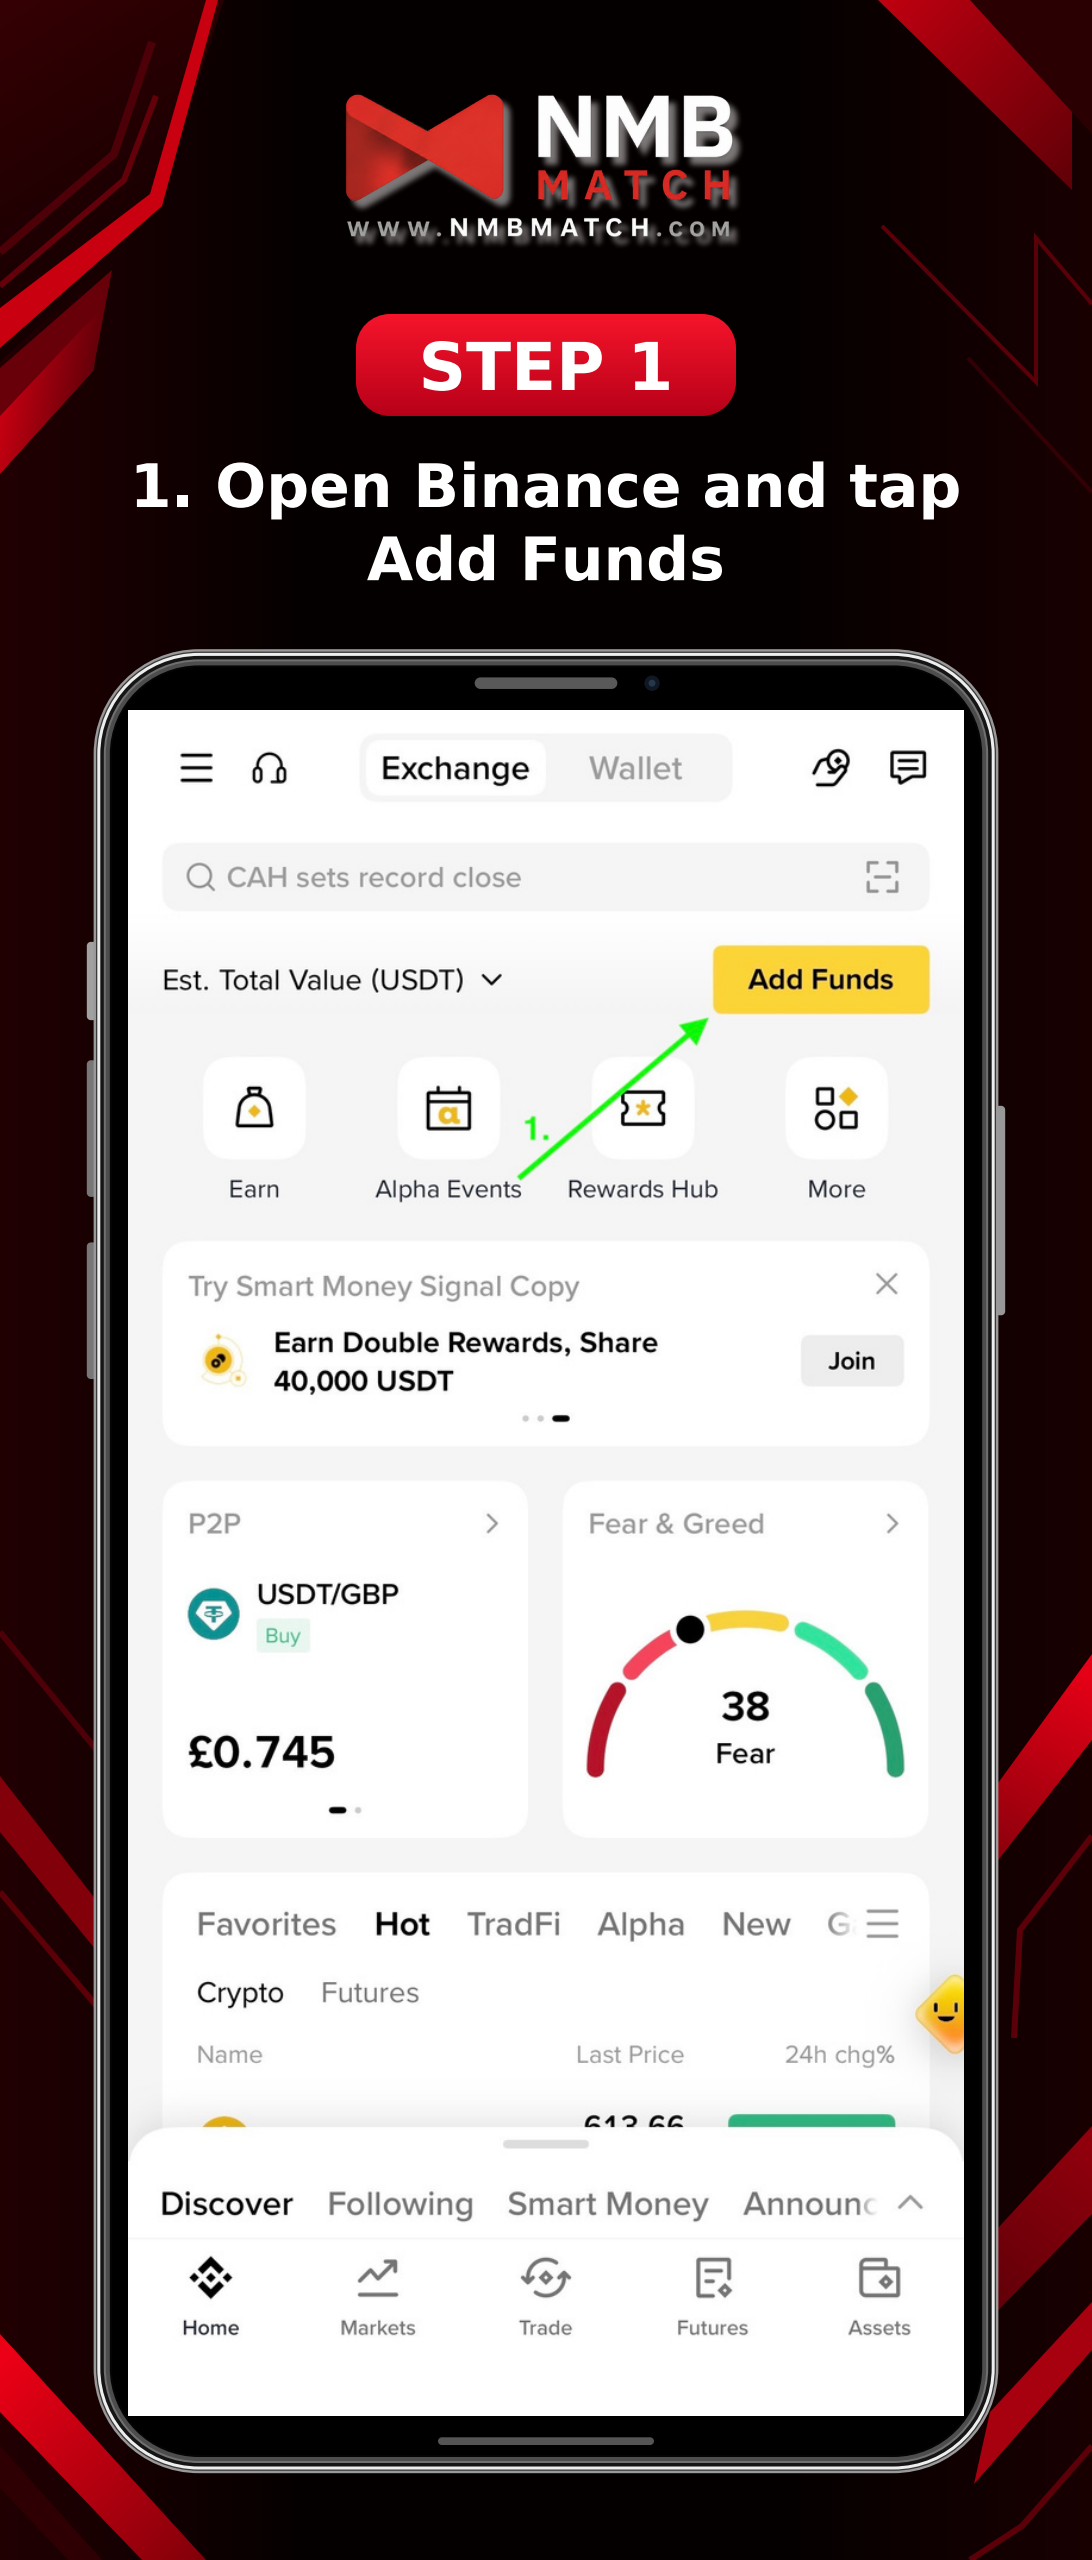 NMB
MATCH
WWW.NMBMATCH.COM
STEP 1
1. Open Binance and tap
Add Funds
Exchange Wallet
CAH sets record close
Est. Total Value (USDT) Add Funds
1.
Earn Alpha Events Rewards Hub More
Try Smart Money Signal Copy
Earn Double Rewards, Share
40,000 USDT
Join
P2P
USDT/GBP
Buy
£0.745
Fear & Greed
38
Fear
Favorites Hot TradFi Alpha New
Crypto Futures
Name Last Price 24h chg%
613.66
Discover Following Smart Money Announc
Home Markets Trade Futures Assets